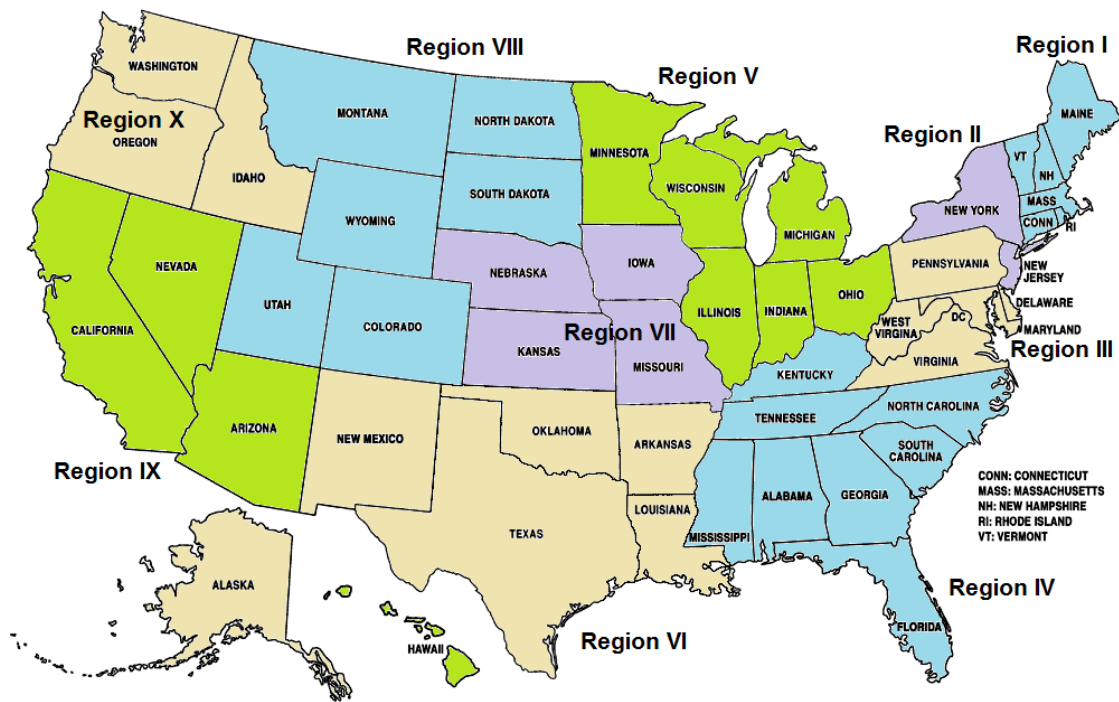 Region VIII
Region I
WASHINGTON
Region V
MONTANA
NORTH DAKOTA
MAINE
Region X
OREGON
Region II
MINNESOTA
VT
NH
IDAHO
WISCONSIN
SOUTH DAKOTA
MASS
NEW YORK
WYOMING
CONN
RI
MICHIGAN
PENNSYLVANIA
NEVADA
NEBRASKA
IOWA
NEW
JERSEY
UTAH
ILLINOIS
INDIANA
OHIO
DELAWARE
CALIFORNIA
COLORADO
Region VII
WEST
VIRGINA
DC
MARYLAND
KANSAS
MISSOURI
VIRGINIA
Region III
KENTUCKY
NORTH CAROLINA
TENNESSEE
ARIZONA
NEW MEXICO
OKLAHOMA
ARKANSAS
SOUTH
CAROLINA
Region IX
CONN: CONNECTICUT
MASS: MASSACHUSETTS
NH: NEW HAMPSHIRE
RI: RHODE ISLAND
VT: VERMONT
ALABAMA
GEORGIA
LOUISIANA
TEXAS
MISSISSIPPI
ALASKA
Region IV
FLORIDA
Region VI
HAWAII